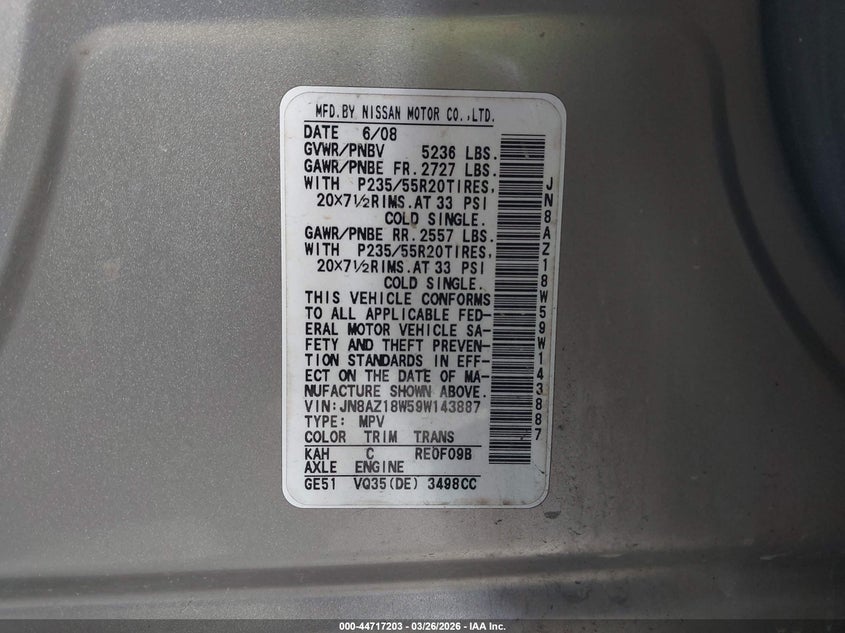 MFD.BY NISSAN MOTOR CO.,LTD.
DATE 6/08
GVWR/PNBV 5236 LBS.
GAWR/PNBE FR.2727 LBS.
WITH P235/55R20TIRES,
20×7½RIMS.AT 33 PSI
COLD SINGLE.
GAWR/PNBE RR.2557 LBS.
WITH P235/55R20TIRES,
20×7½RIMS.AT 33 PSI
COLD SINGLE.
THIS VEHICLE CONFORMS
TO ALL APPLICABLE FED-
ERAL MOTOR VEHICLE SA-
FETY AND THEFT PREVEN-
TION STANDARDS IN EFF-
ECT ON THE DATE OF MA-
NUFACTURE SHOWN ABOVE.
VIN:JN8AZ18W59W143887
TYPE: MPV
COLOR TRIM TRANS
KAH C RE0F09B
AXLE ENGINE
GE51 VQ35(DE) 3498CC
JN8AZ18W59W143887
000-44717203 - 03/26/2026 - IAA Inc.